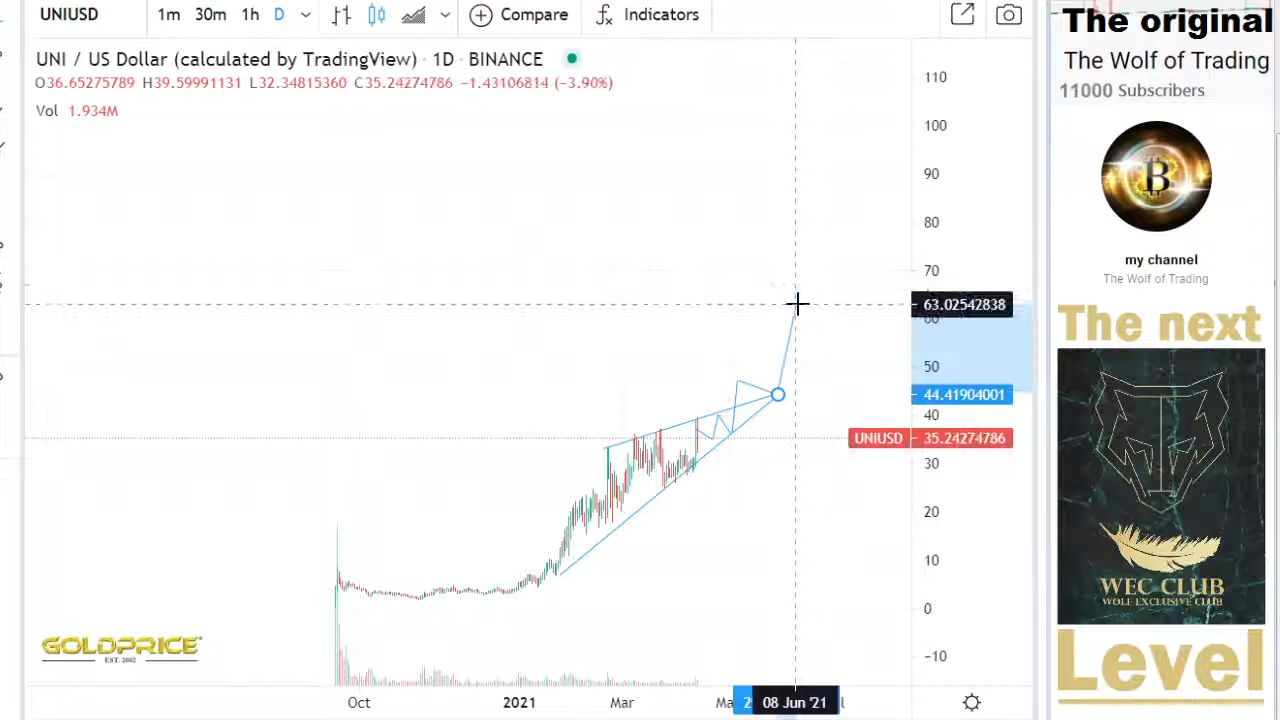 UNIUSD 1m 30m 1h D Compare Indicators
UNI / US Dollar (calculated by TradingView) · 1D · BINANCE
O36.65275789 H39.59991131 L32.34815360 C35.24274786 −1.43106814 (−3.90%)
Vol 1.934M
110
100
90
80
70
63.02542838
60
50
44.41904001
40
UNIUSD 35.24274786
30
20
10
0
−10
Oct 2021 Mar 08 Jun '21
GOLDPRICE
EST. 2002
The original
The Wolf of Trading
11000 Subscribers
B
my channel
The Wolf of Trading
The next
WEC CLUB
WOLF EXCLUSIVE CLUB
Level